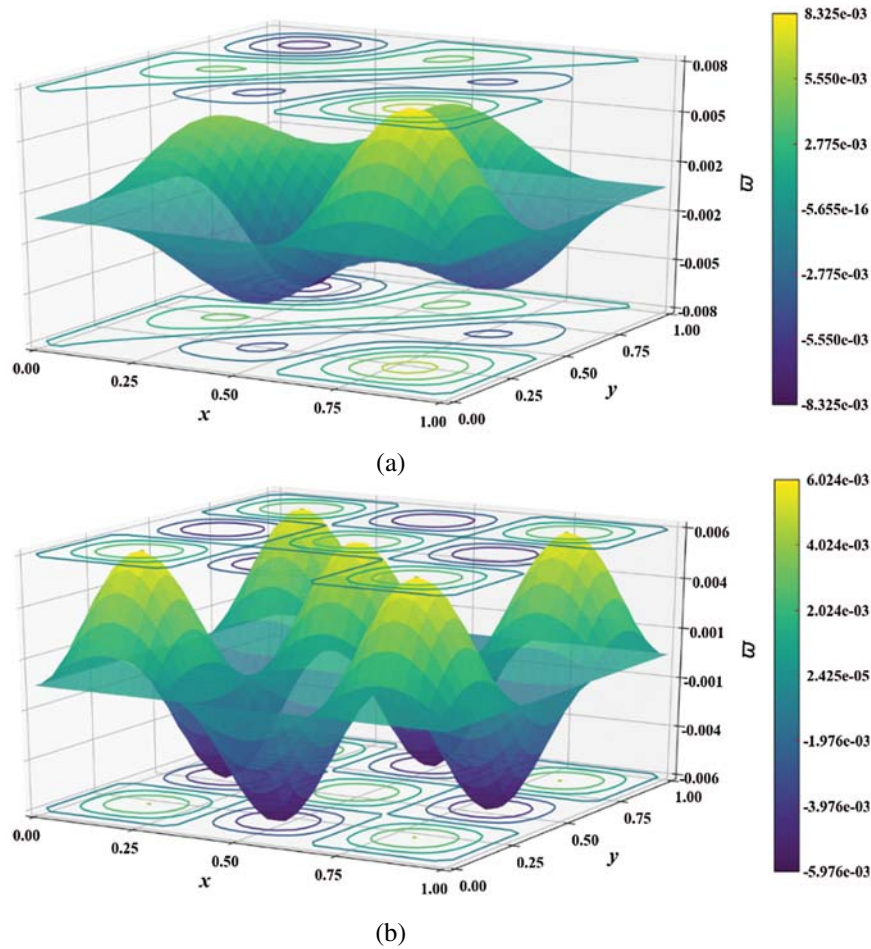 8.325e-03
0.008
5.550e-03
0.005
2.775e-03
0.002
ϖ
-0.002
-5.655e-16
-0.005
-2.775e-03
-0.008
1.00
-5.550e-03
0.75
0.00
0.50
0.25
y
0.25
0.50
x
0.75
0.00
1.00
-8.325e-03
(a)
6.024e-03
0.006
4.024e-03
0.004
2.024e-03
0.001
ϖ
2.425e-05
-0.001
-0.004
-1.976e-03
-0.006
1.00
-3.976e-03
0.75
0.00
0.50
0.25
y
0.25
0.50
x
0.75
0.00
1.00
-5.976e-03
(b)